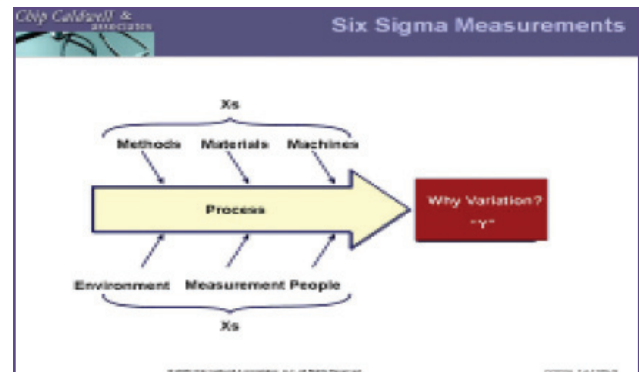 Chip Caldwell &
associates
Six Sigma Measurements
Xs
Methods Materials Machines
Process
Why Variation?
"Y"
Environment Measurement People
Xs